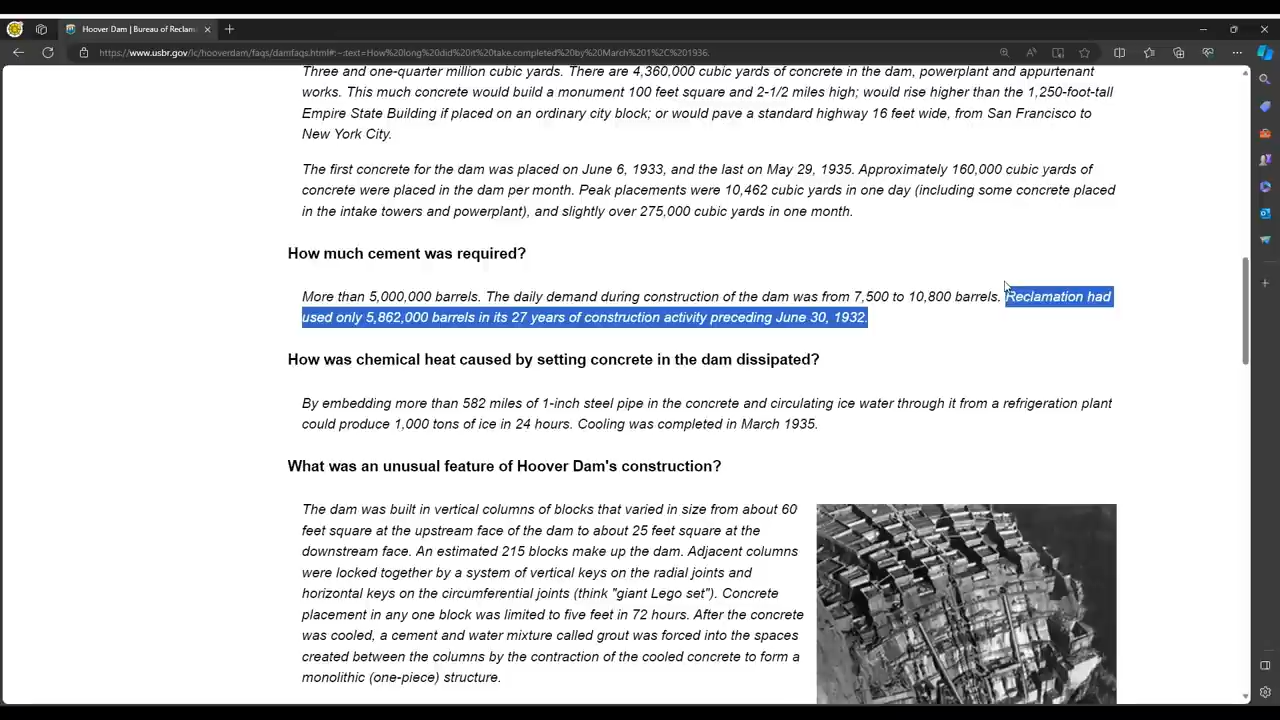 Hoover Dam | Bureau of Reclam
https://www.usbr.gov/lc/hooverdam/faqs/damfaqs.html#:~:text=How%20long%20did%20it%20take,completed%20by%20March%201%2C%201936.
Three and one-quarter million cubic yards. There are 4,360,000 cubic yards of concrete in the dam, powerplant and appurtenant
works. This much concrete would build a monument 100 feet square and 2-1/2 miles high; would rise higher than the 1,250-foot-tall
Empire State Building if placed on an ordinary city block; or would pave a standard highway 16 feet wide, from San Francisco to
New York City.
The first concrete for the dam was placed on June 6, 1933, and the last on May 29, 1935. Approximately 160,000 cubic yards of
concrete were placed in the dam per month. Peak placements were 10,462 cubic yards in one day (including some concrete placed
in the intake towers and powerplant), and slightly over 275,000 cubic yards in one month.
How much cement was required?
More than 5,000,000 barrels. The daily demand during construction of the dam was from 7,500 to 10,800 barrels. Reclamation had
used only 5,862,000 barrels in its 27 years of construction activity preceding June 30, 1932.
How was chemical heat caused by setting concrete in the dam dissipated?
By embedding more than 582 miles of 1-inch steel pipe in the concrete and circulating ice water through it from a refrigeration plant
could produce 1,000 tons of ice in 24 hours. Cooling was completed in March 1935.
What was an unusual feature of Hoover Dam's construction?
The dam was built in vertical columns of blocks that varied in size from about 60
feet square at the upstream face of the dam to about 25 feet square at the
downstream face. An estimated 215 blocks make up the dam. Adjacent columns
were locked together by a system of vertical keys on the radial joints and
horizontal keys on the circumferential joints (think "giant Lego set"). Concrete
placement in any one block was limited to five feet in 72 hours. After the concrete
was cooled, a cement and water mixture called grout was forced into the spaces
created between the columns by the contraction of the cooled concrete to form a
monolithic (one-piece) structure.